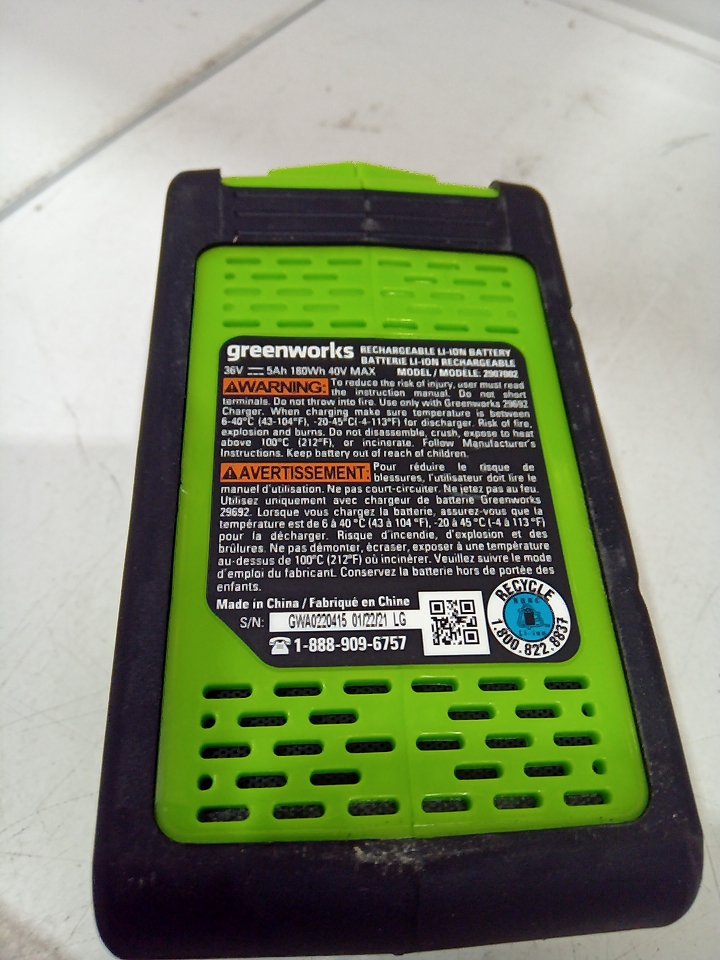 greenworks RECHARGEABLE LI-ION BATTERY
BATTERIE LI-ION RECHARGEABLE
36V 5Ah 180Wh 40V MAX MODEL / MODÈLE: 2907002
WARNING: To reduce the risk of injury, user must read
the instruction manual. Do not short
terminals. Do not throw into fire. Use only with Greenworks 29692
Charger. When charging make sure temperature is between
6-40°C (43-104°F), -20-45°C(-4-113°F) for discharger. Risk of fire,
explosion and burns. Do not disassemble, crush, expose to heat
above 100°C (212°F), or incinerate. Follow Manufacturer's
Instructions. Keep battery out of reach of children.
AVERTISSEMENT: Pour réduire le risque de
blessures, l'utilisateur doit lire le
manuel d'utilisation. Ne pas court-circuiter. Ne jetez pas au feu.
Utilisez uniquement avec chargeur de batterie Greenworks
29692. Lorsque vous chargez la batterie, assurez-vous que la
température est de 6 à 40 °C (43 à 104 °F), -20 à 45 °C (-4 à 113 °F)
pour la décharger. Risque d'incendie, d'explosion et des
brûlures. Ne pas démonter, écraser, exposer à une température
au-dessus de 100°C (212°F) où incinérer. Veuillez suivre le mode
d'emploi du fabricant. Conservez la batterie hors de portée des
enfants.
Made in China / Fabriqué en Chine
S/N: GWA0220415 01/22/21 LG
1-888-909-6757
RECYCLE
RBRC
Li-ion
1.800.822.8837